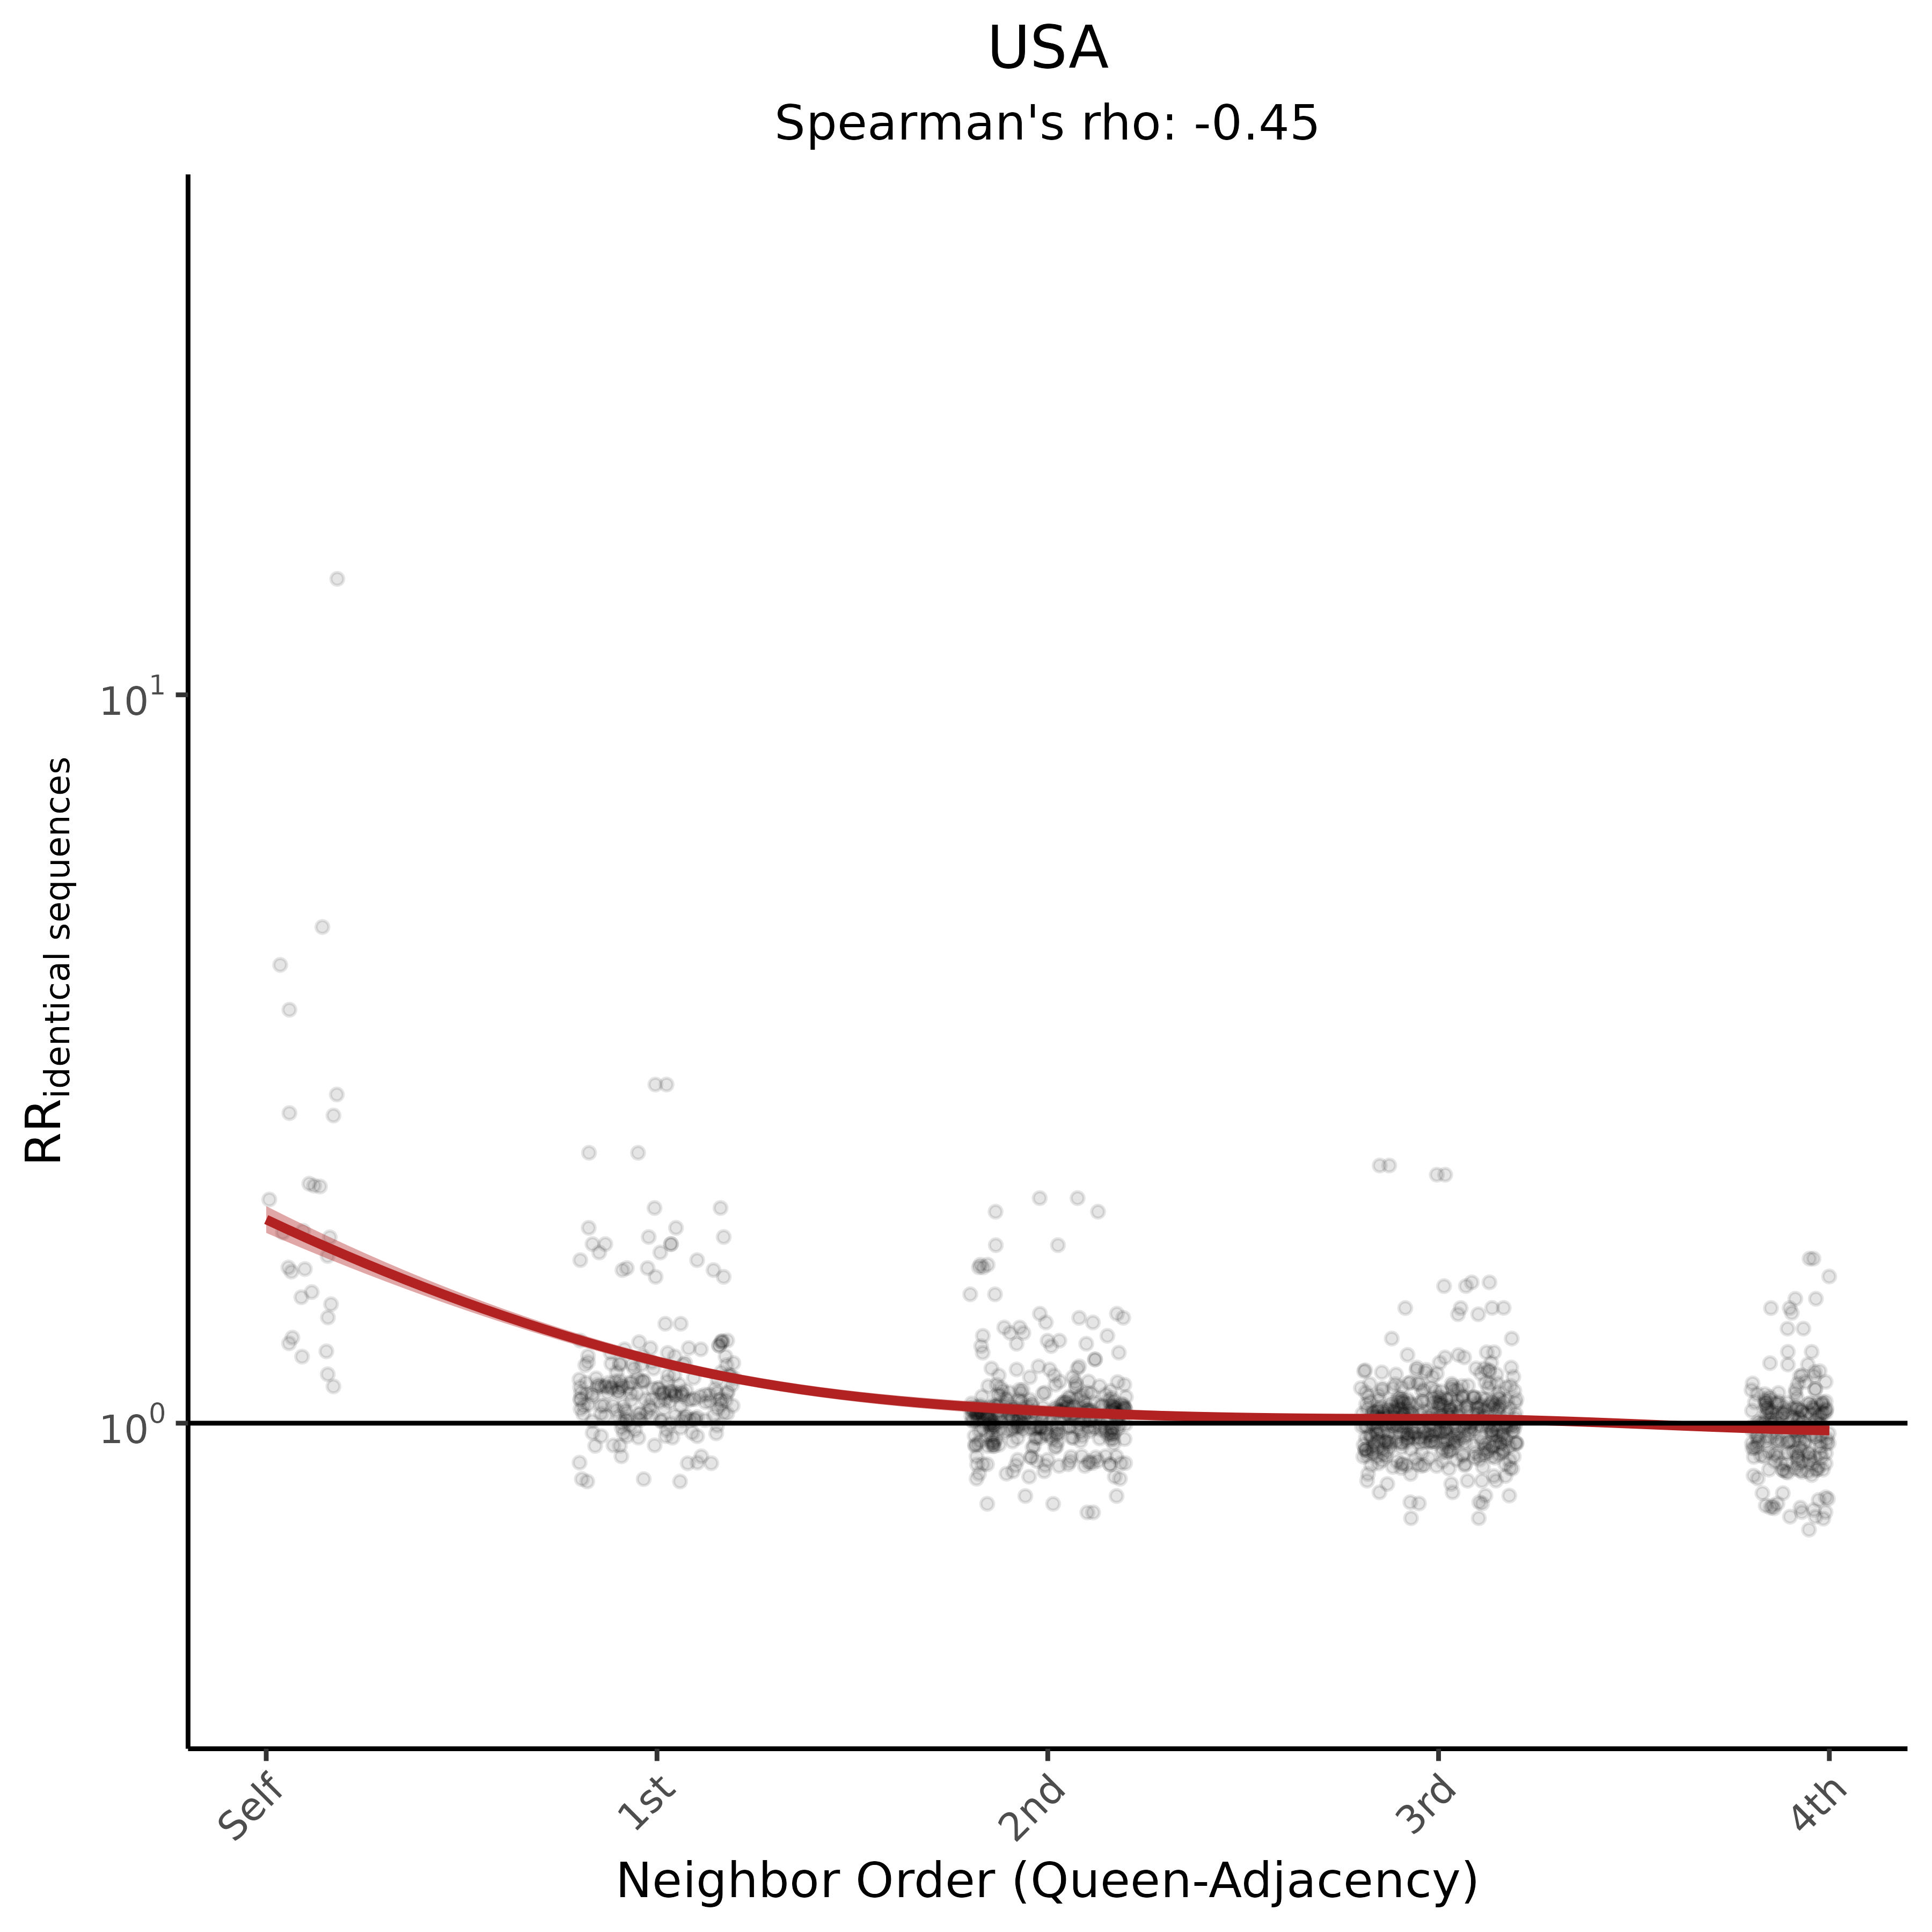 USA
Spearman's rho: -0.45
RRidentical sequences
10¹
10⁰
Self
1st
2nd
3rd
4th
Neighbor Order (Queen-Adjacency)